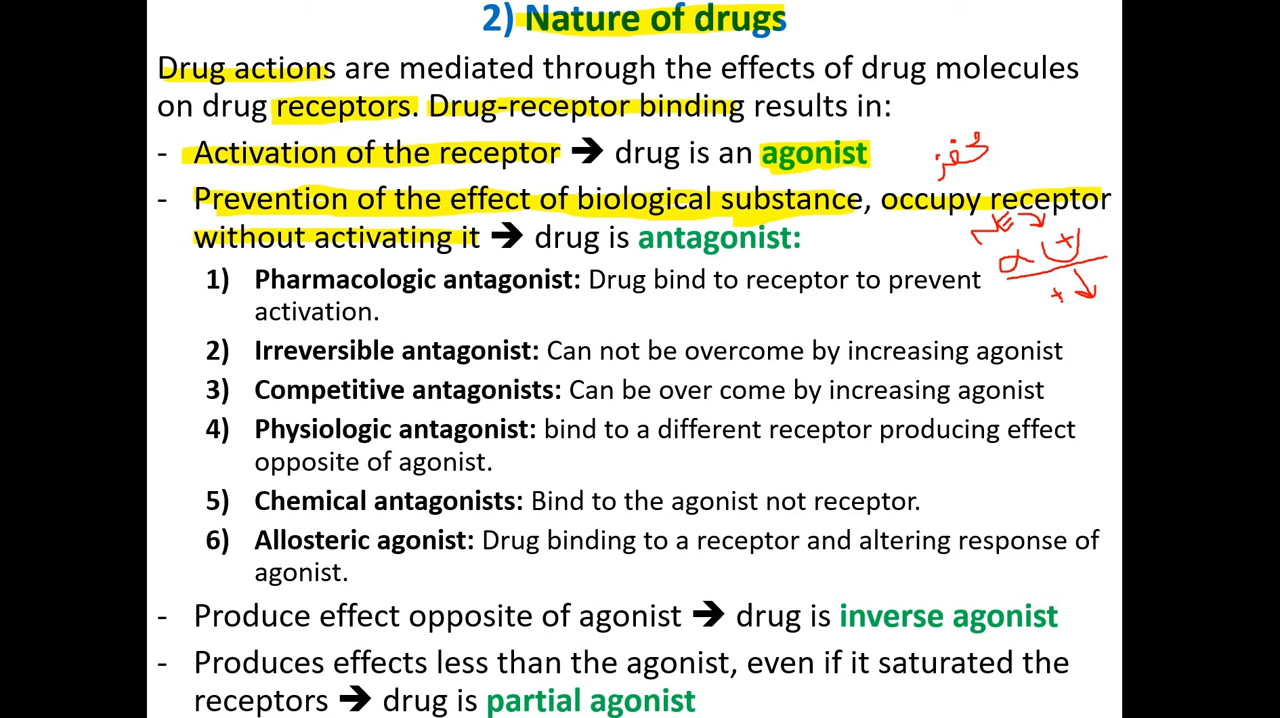 2) Nature of drugs
Drug actions are mediated through the effects of drug molecules
on drug receptors. Drug-receptor binding results in:
- Activation of the receptor ➔ drug is an agonist
محفز
- Prevention of the effect of biological substance, occupy receptor
without activating it ➔ drug is antagonist:
NE →
α (+)
+ ↓
1) Pharmacologic antagonist: Drug bind to receptor to prevent
activation.
2) Irreversible antagonist: Can not be overcome by increasing agonist
3) Competitive antagonists: Can be over come by increasing agonist
4) Physiologic antagonist: bind to a different receptor producing effect
opposite of agonist.
5) Chemical antagonists: Bind to the agonist not receptor.
6) Allosteric agonist: Drug binding to a receptor and altering response of
agonist.
- Produce effect opposite of agonist ➔ drug is inverse agonist
- Produces effects less than the agonist, even if it saturated the
receptors ➔ drug is partial agonist